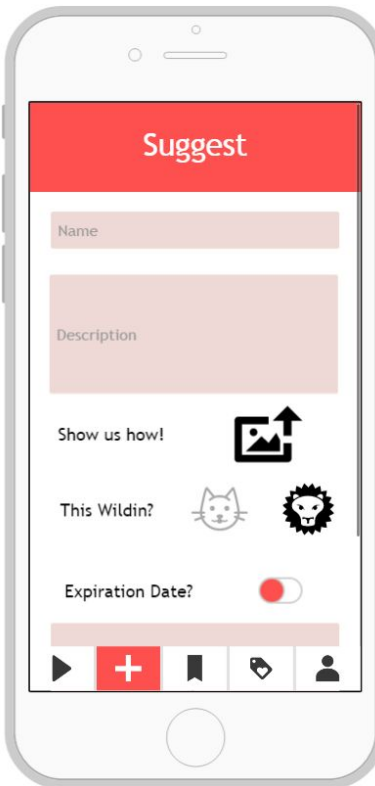 Suggest
Name
Description
Show us how!
This Wildin?
Expiration Date?